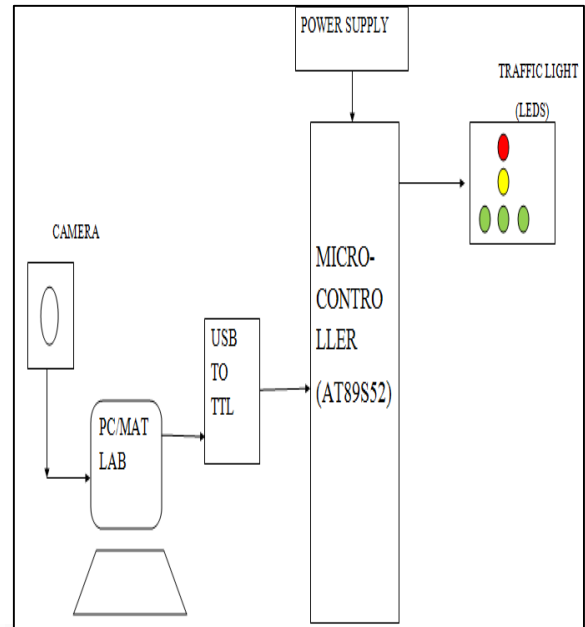 POWER SUPPLY
TRAFFIC LIGHT
(LEDS)
CAMERA
MICRO-
CONTRO
LLER
(AT89S52)
USB
TO
TTL
PC/MAT
LAB